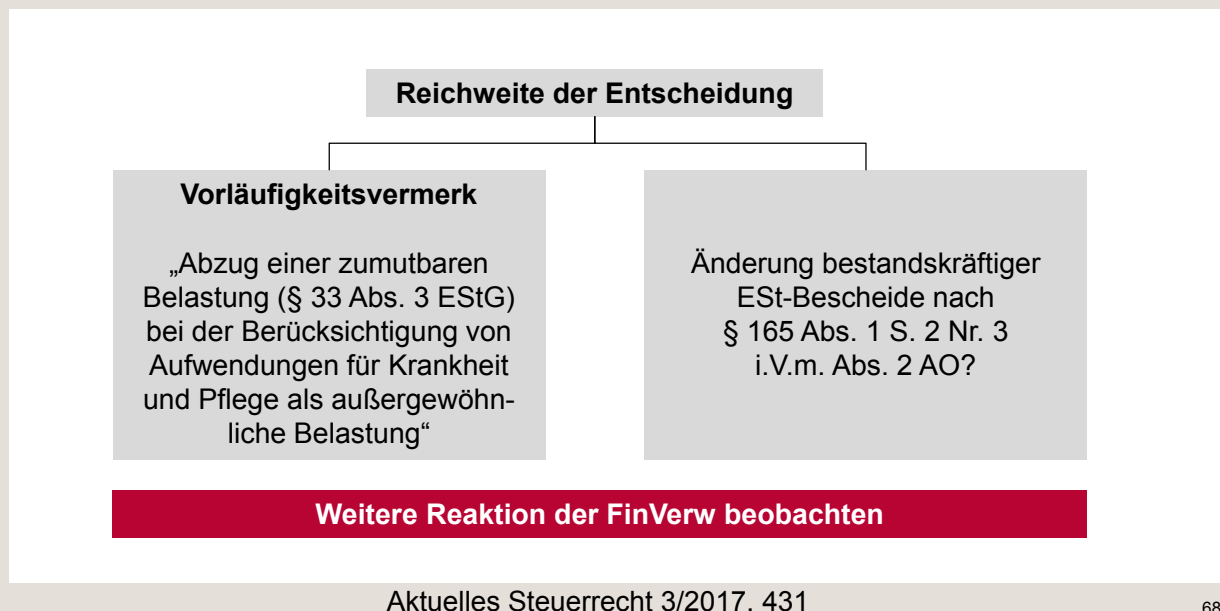 Reichweite der Entscheidung
Vorläufigkeitsvermerk
„Abzug einer zumutbaren
Belastung (§ 33 Abs. 3 EStG)
bei der Berücksichtigung von
Aufwendungen für Krankheit
und Pflege als außergewöhn-
liche Belastung“
Änderung bestandskräftiger
ESt-Bescheide nach
§ 165 Abs. 1 S. 2 Nr. 3
i.V.m. Abs. 2 AO?
Weitere Reaktion der FinVerw beobachten
Aktuelles Steuerrecht 3/2017, 431
68